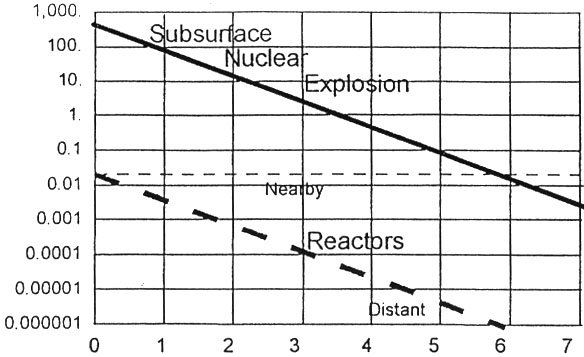 1,000.
Subsurface
100.
Nuclear
10.
Explosion
1.
0.1
0.01
Nearby
0.001
Reactors
0.0001
0.00001
Distant
0.000001
0 1 2 3 4 5 6 7